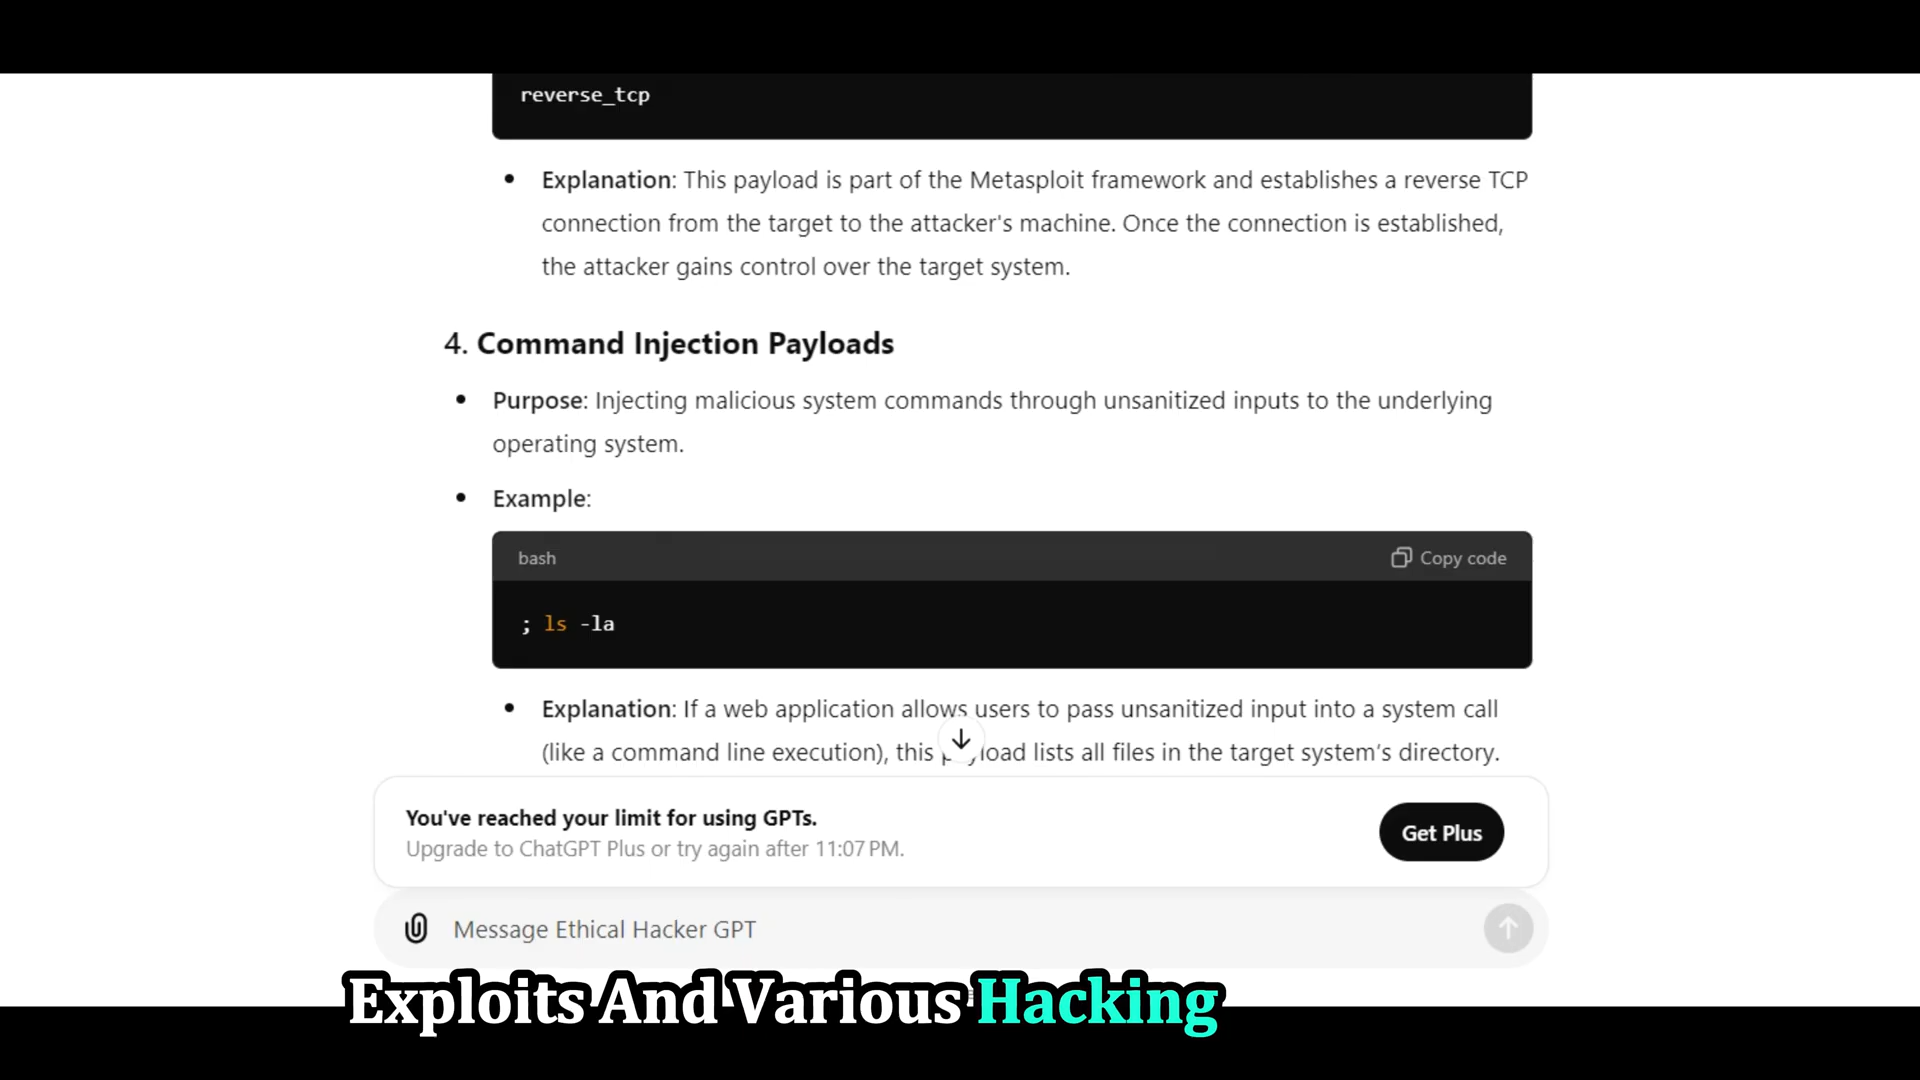 reverse_tcp
Explanation: This payload is part of the Metasploit framework and establishes a reverse TCP
connection from the target to the attacker's machine. Once the connection is established,
the attacker gains control over the target system.
4. Command Injection Payloads
Purpose: Injecting malicious system commands through unsanitized inputs to the underlying
operating system.
Example:
bash Copy code
; ls -la
Explanation: If a web application allows users to pass unsanitized input into a system call
(like a command line execution), this payload lists all files in the target system's directory.
You've reached your limit for using GPTs.
Upgrade to ChatGPT Plus or try again after 11:07 PM.
Get Plus
Message Ethical Hacker GPT
Exploits And Various Hacking